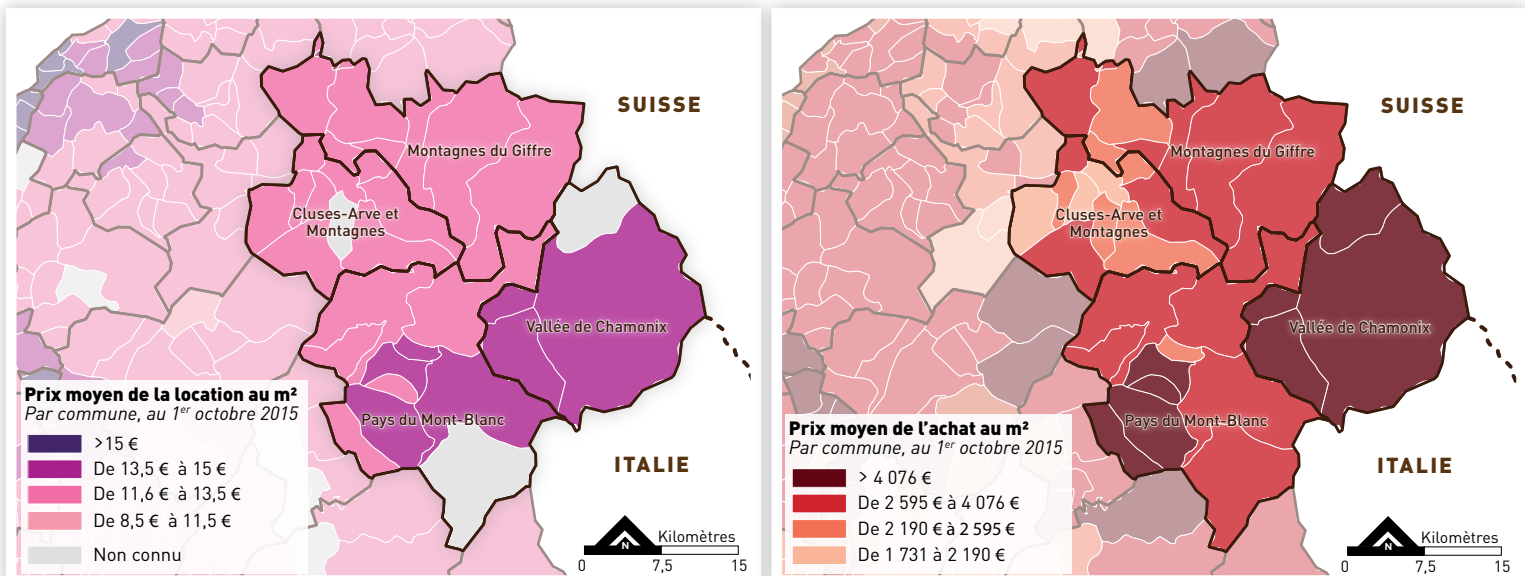 SUISSE
Montagnes du Giffre
Cluses-Arve et
Montagnes
Vallée de Chamonix
Pays du Mont-Blanc
ITALIE
Prix moyen de la location au m²
Par commune, au 1er octobre 2015
>15 €
De 13,5 € à 15 €
De 11,6 € à 13,5 €
De 8,5 € à 11,5 €
Non connu
N
Kilomètres
0 7,5 15
SUISSE
Montagnes du Giffre
Cluses-Arve et
Montagnes
Vallée de Chamonix
Pays du Mont-Blanc
ITALIE
Prix moyen de l'achat au m²
Par commune, au 1er octobre 2015
> 4 076 €
De 2 595 € à 4 076 €
De 2 190 € à 2 595 €
De 1 731 à 2 190 €
N
Kilomètres
0 7,5 15